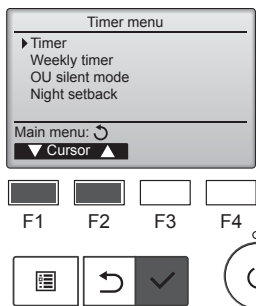 Timer menu
Timer
Weekly timer
OU silent mode
Night setback
Main menu:
Cursor
F1 F2 F3 F4